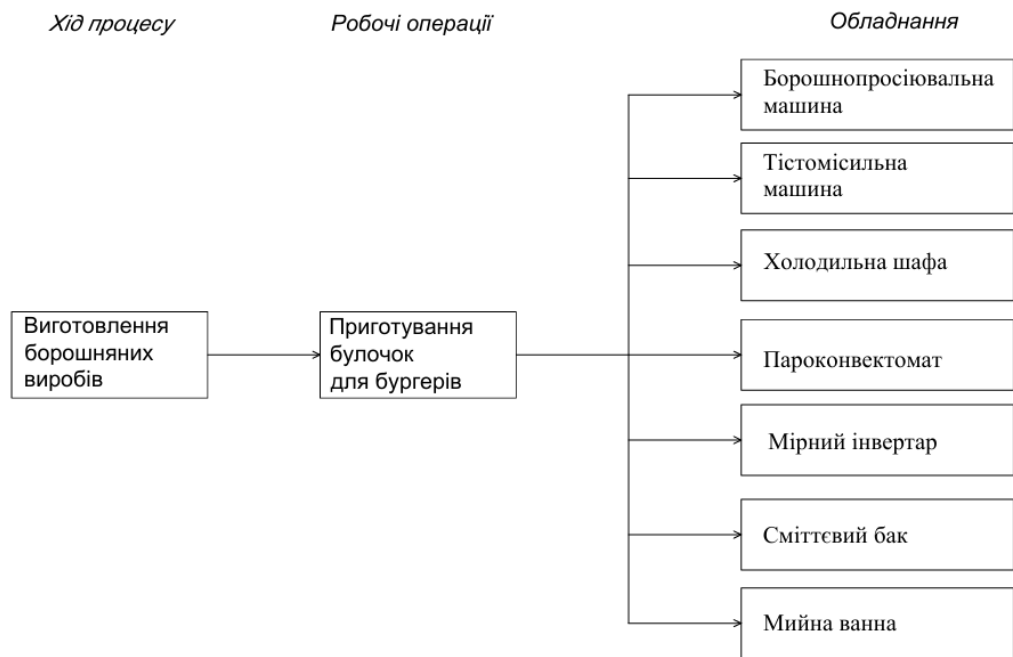 Хід процесу
Робочі операції
Обладнання
Виготовлення
борошняних
виробів
Приготування
булочок
для бургерів
Борошнопросіювальна
машина
Тістомісильна
машина
Холодильна шафа
Пароконвектомат
Мірний інвертар
Сміттєвий бак
Мийна ванна